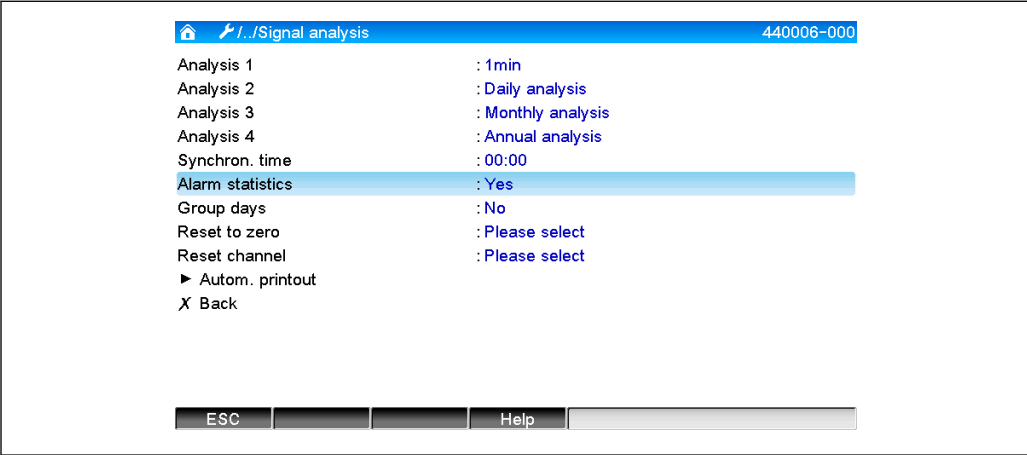 /../Signal analysis 440006-000
Analysis 1 : 1min
Analysis 2 : Daily analysis
Analysis 3 : Monthly analysis
Analysis 4 : Annual analysis
Synchron. time : 00:00
Alarm statistics : Yes
Group days : No
Reset to zero : Please select
Reset channel : Please select
► Autom. printout
X Back
ESC Help